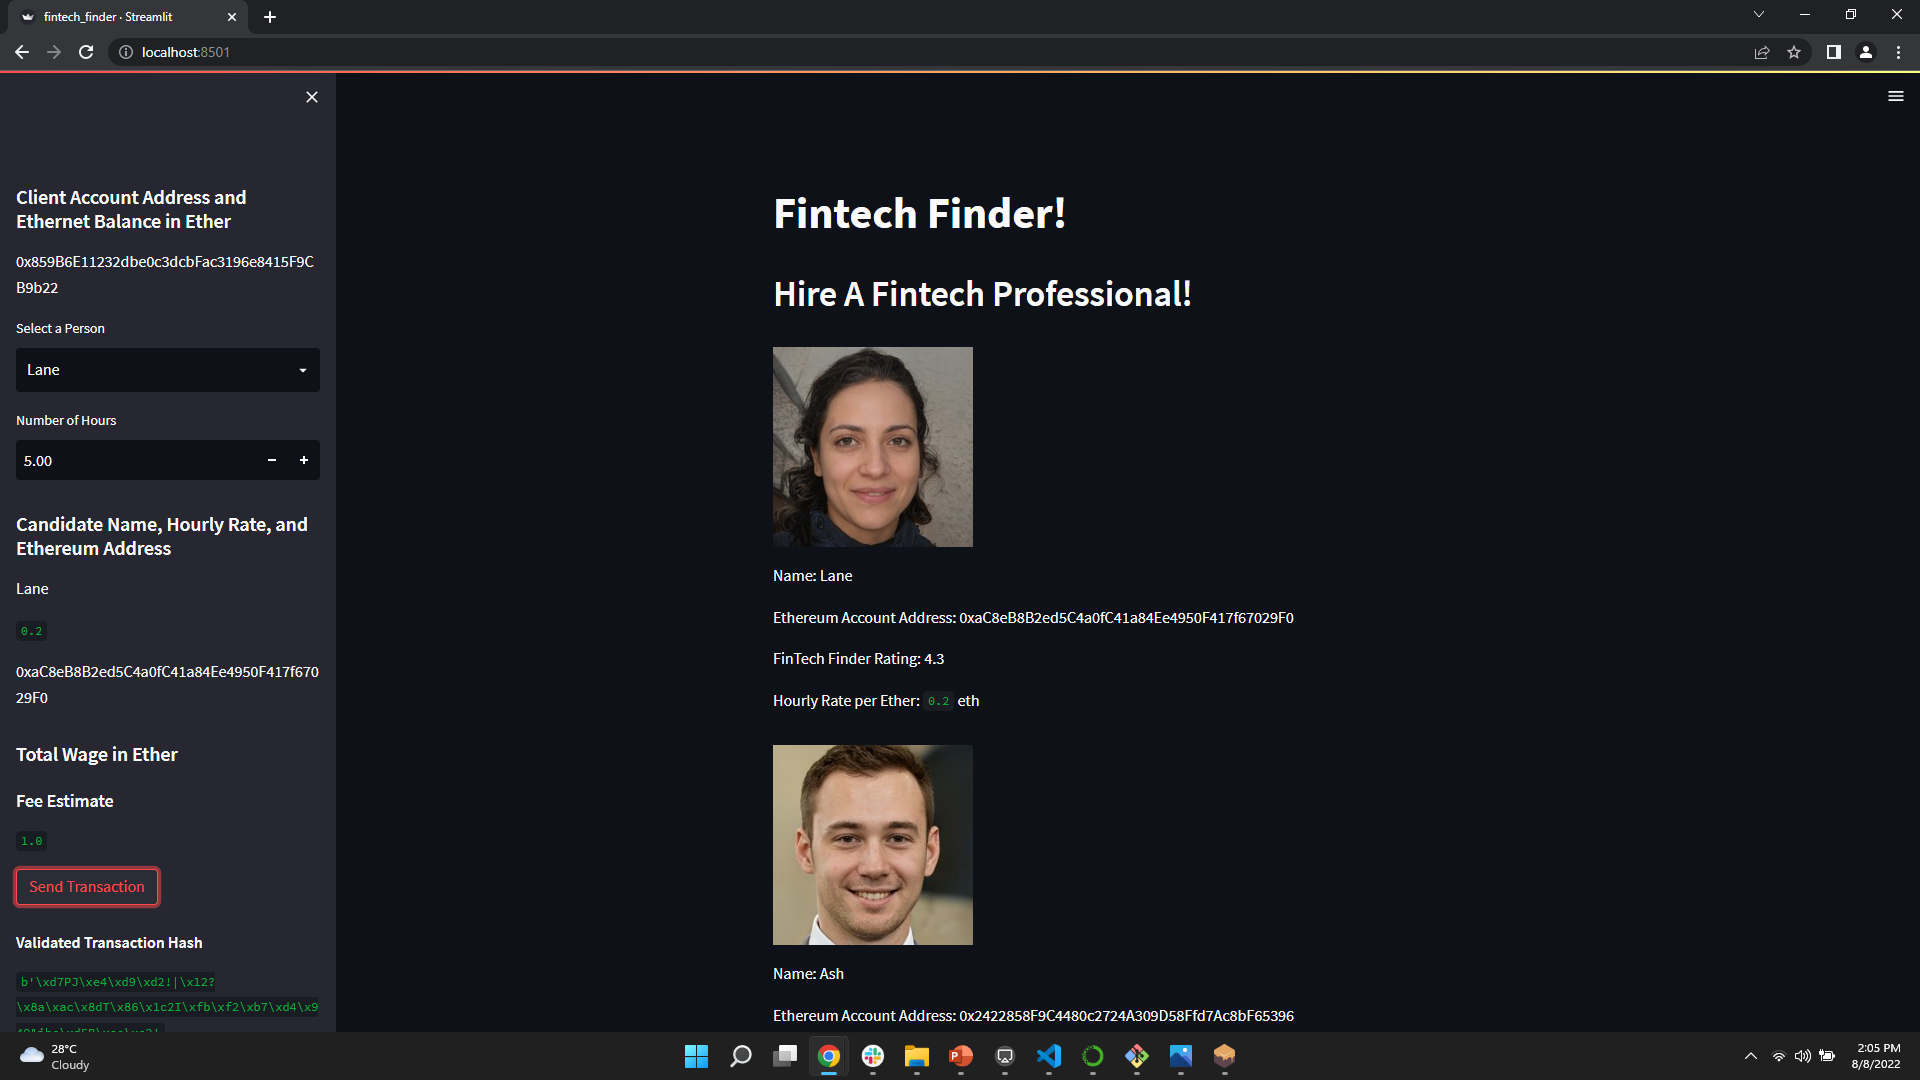 fintech_finder · Streamlit
localhost:8501
Client Account Address and
Ethernet Balance in Ether
0x859B6E11232dbe0c3dcbFac3196e8415F9C
B9b22
Select a Person
Lane
Number of Hours
5.00
Candidate Name, Hourly Rate, and
Ethereum Address
Lane
0.2
0xaC8eB8B2ed5C4a0fC41a84Ee4950F417f670
29F0
Total Wage in Ether
Fee Estimate
1.0
Send Transaction
Validated Transaction Hash
b'\xd7PJ\xe4\xd9\xd2!|\x12?
\x8a\xac\x8dT\x86\x1c2I\xfb\xf2\xb7\xd4\x9
Fintech Finder!
Hire A Fintech Professional!
Name: Lane
Ethereum Account Address: 0xaC8eB8B2ed5C4a0fC41a84Ee4950F417f67029F0
FinTech Finder Rating: 4.3
Hourly Rate per Ether: 0.2 eth
Name: Ash
Ethereum Account Address: 0x2422858F9C4480c2724A309D58Ffd7Ac8bF65396
28°C
Cloudy
2:05 PM
8/8/2022